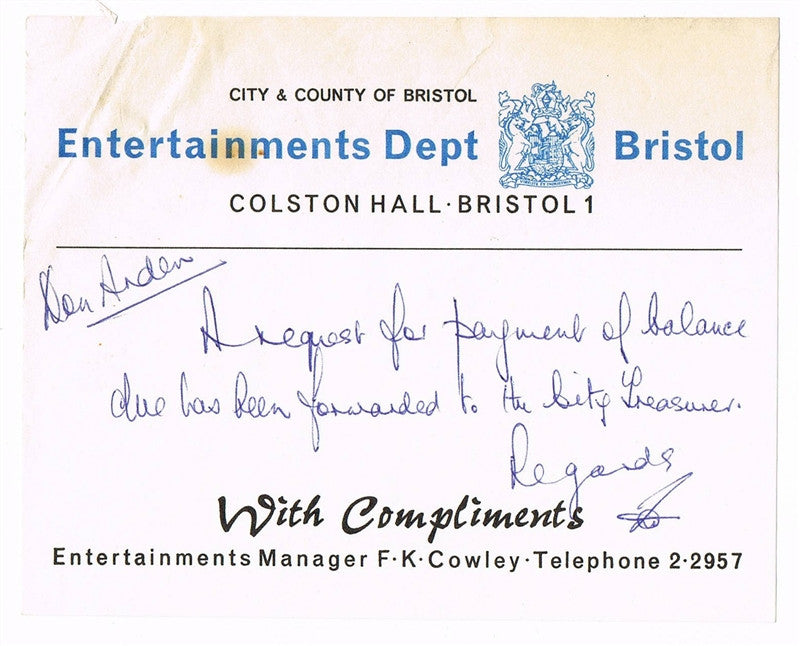 CITY & COUNTY OF BRISTOL
Entertainments Dept Bristol
COLSTON HALL·BRISTOL 1
Don Arden
A request for payment of balance
due has been forwarded to the City Treasurer.
Regards
With Compliments
Entertainments Manager F·K·Cowley·Telephone 2·2957